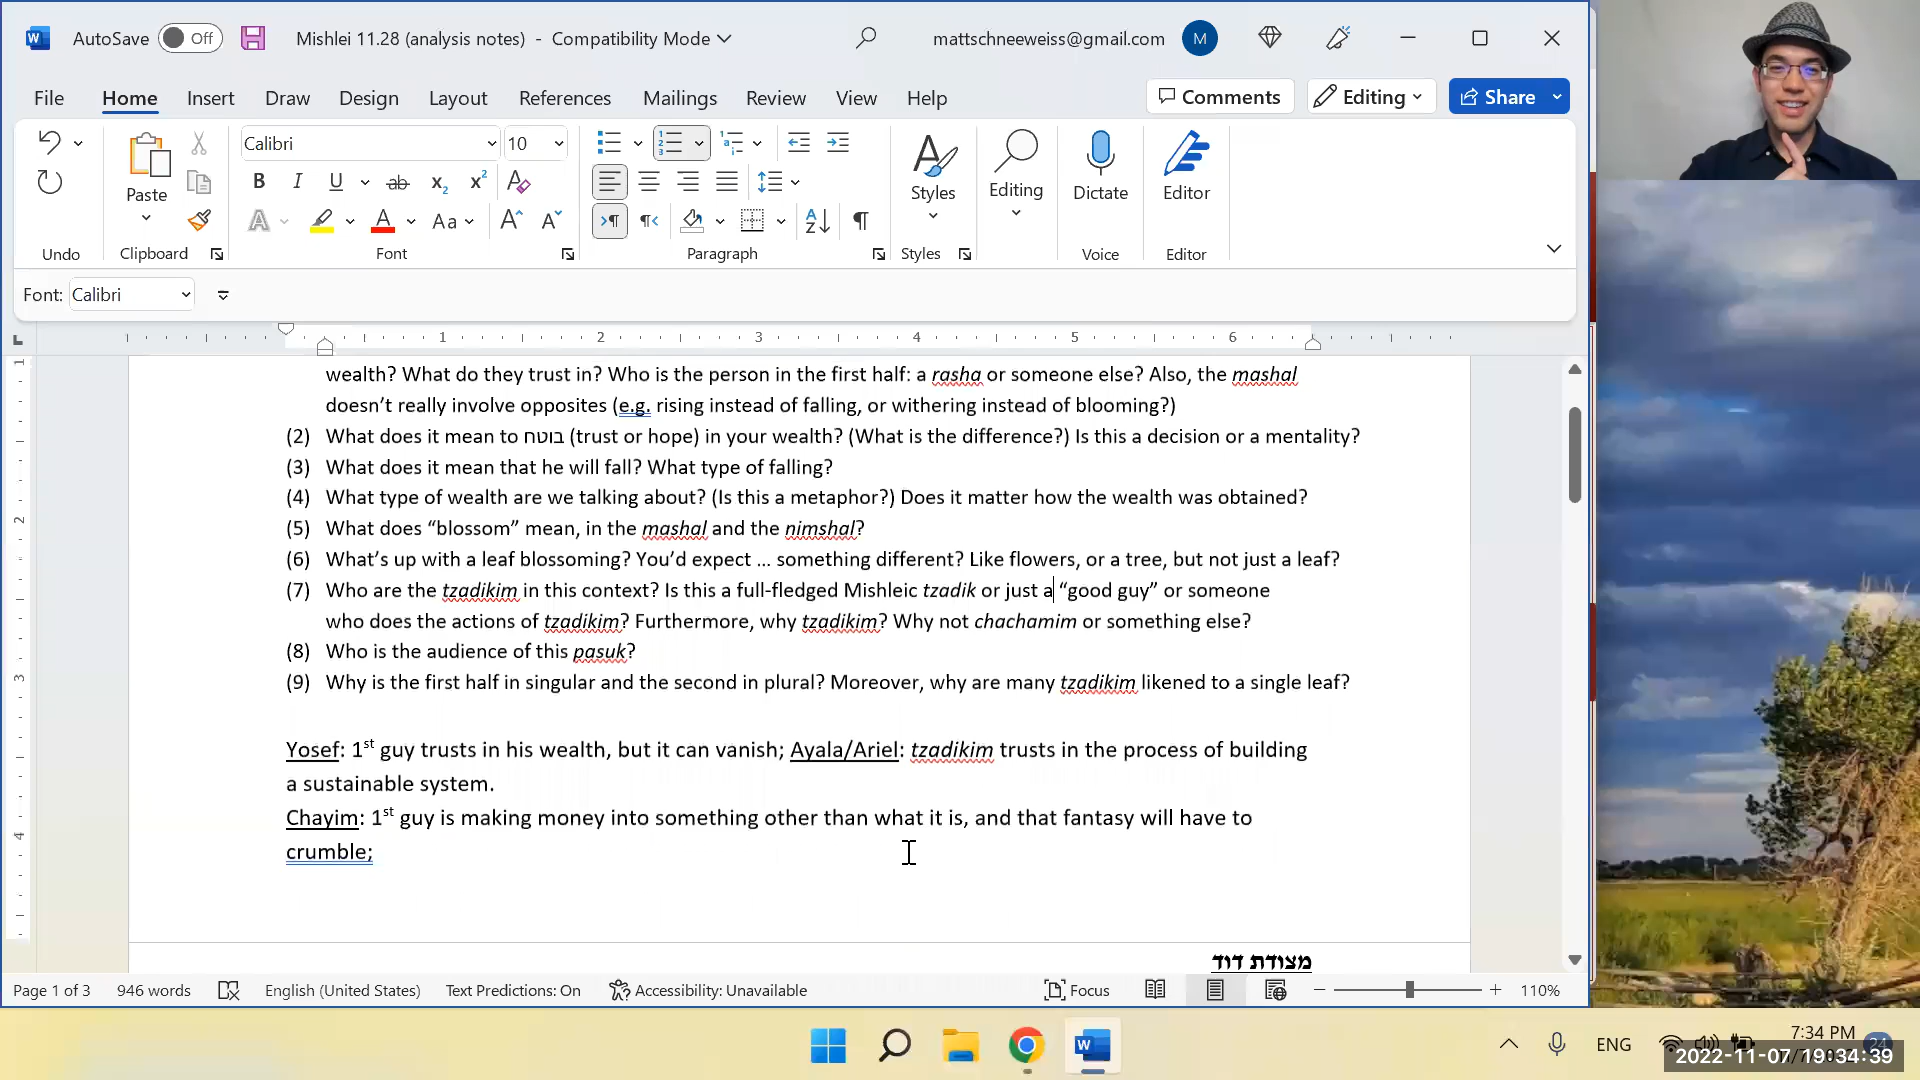 AutoSave Off Mishlei 11.28 (analysis notes) - Compatibility Mode mattschneeweiss@gmail.com M
File Home Insert Draw Design Layout References Mailings Review View Help Comments Editing Share
Calibri 10
Paste Styles Editing Dictate Editor
Undo Clipboard Font Paragraph Styles Voice Editor
Font: Calibri
1 2 3 4 5 6
wealth? What do they trust in? Who is the person in the first half: a rasha or someone else? Also, the mashal
doesn’t really involve opposites (e.g. rising instead of falling, or withering instead of blooming?)
(2) What does it mean to בוטח (trust or hope) in your wealth? (What is the difference?) Is this a decision or a mentality?
(3) What does it mean that he will fall? What type of falling?
(4) What type of wealth are we talking about? (Is this a metaphor?) Does it matter how the wealth was obtained?
(5) What does “blossom” mean, in the mashal and the nimshal?
(6) What’s up with a leaf blossoming? You’d expect … something different? Like flowers, or a tree, but not just a leaf?
(7) Who are the tzadikim in this context? Is this a full-fledged Mishleic tzadik or just a “good guy” or someone
who does the actions of tzadikim? Furthermore, why tzadikim? Why not chachamim or something else?
(8) Who is the audience of this pasuk?
(9) Why is the first half in singular and the second in plural? Moreover, why are many tzadikim likened to a single leaf?
Yosef: 1st guy trusts in his wealth, but it can vanish; Ayala/Ariel: tzadikim trusts in the process of building
a sustainable system.
Chayim: 1st guy is making money into something other than what it is, and that fantasy will have to
crumble;
מצודת דוד
Page 1 of 3 946 words English (United States) Text Predictions: On Accessibility: Unavailable Focus 110%
ENG 7:34 PM
2022-11-07 19:34:39